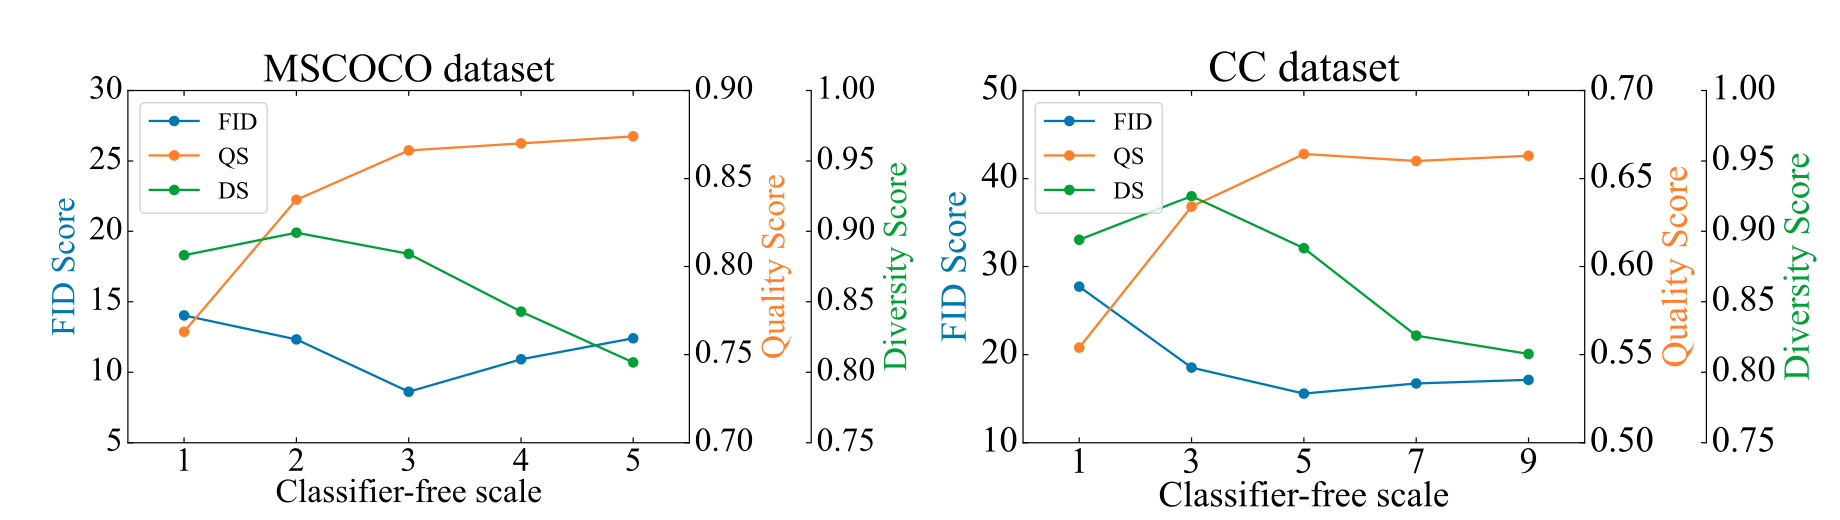 MSCOCO dataset
30
25
20
15
10
5
FID Score
FID
QS
DS
1 2 3 4 5
Classifier-free scale
0.90
0.85
0.80
0.75
0.70
Quality Score
1.00
0.95
0.90
0.85
0.80
0.75
Diversity Score
CC dataset
50
40
30
20
10
FID Score
FID
QS
DS
1 3 5 7 9
Classifier-free scale
0.70
0.65
0.60
0.55
0.50
Quality Score
1.00
0.95
0.90
0.85
0.80
0.75
Diversity Score